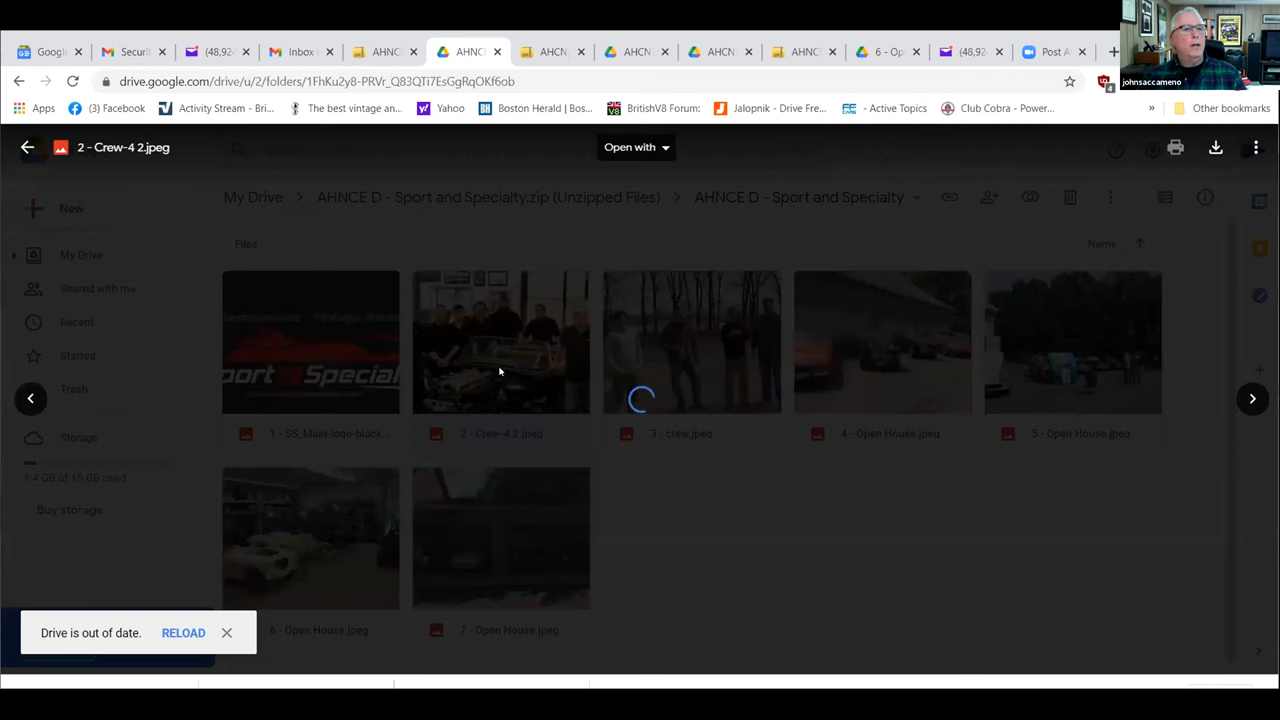 Googl
Securit
(48,92
Inbox (
AHNC
AHNC
AHCN
AHCN
AHCN
AHNC
6 - Op
(48,92
Post A
drive.google.com/drive/u/2/folders/1FhKu2y8-PRVr_Q83QTi7EsGgRqOKf6ob
4
Apps
(3) Facebook
Activity Stream - Bri...
The best vintage an...
Yahoo
Boston Herald | Bos...
BritishV8 Forum:
Jalopnik - Drive Fre...
- Active Topics
Club Cobra - Power...
»
Other bookmarks
johnsaccameno
2 - Crew-4 2.jpeg
Open with
New
My Drive
AHNCE D - Sport and Specialty.zip (Unzipped Files)
AHNCE D - Sport and Specialty
My Drive
Shared with me
Recent
Starred
Trash
Storage
1.4 GB of 15 GB used
Buy storage
Files
Name
port Special
1 - SS_Main-logo-black...
2 - Crew-4 2.jpeg
3 - crew.jpeg
4 - Open House.jpeg
5 - Open House.jpeg
6 - Open House.jpeg
7 - Open House.jpeg
Drive is out of date.
RELOAD